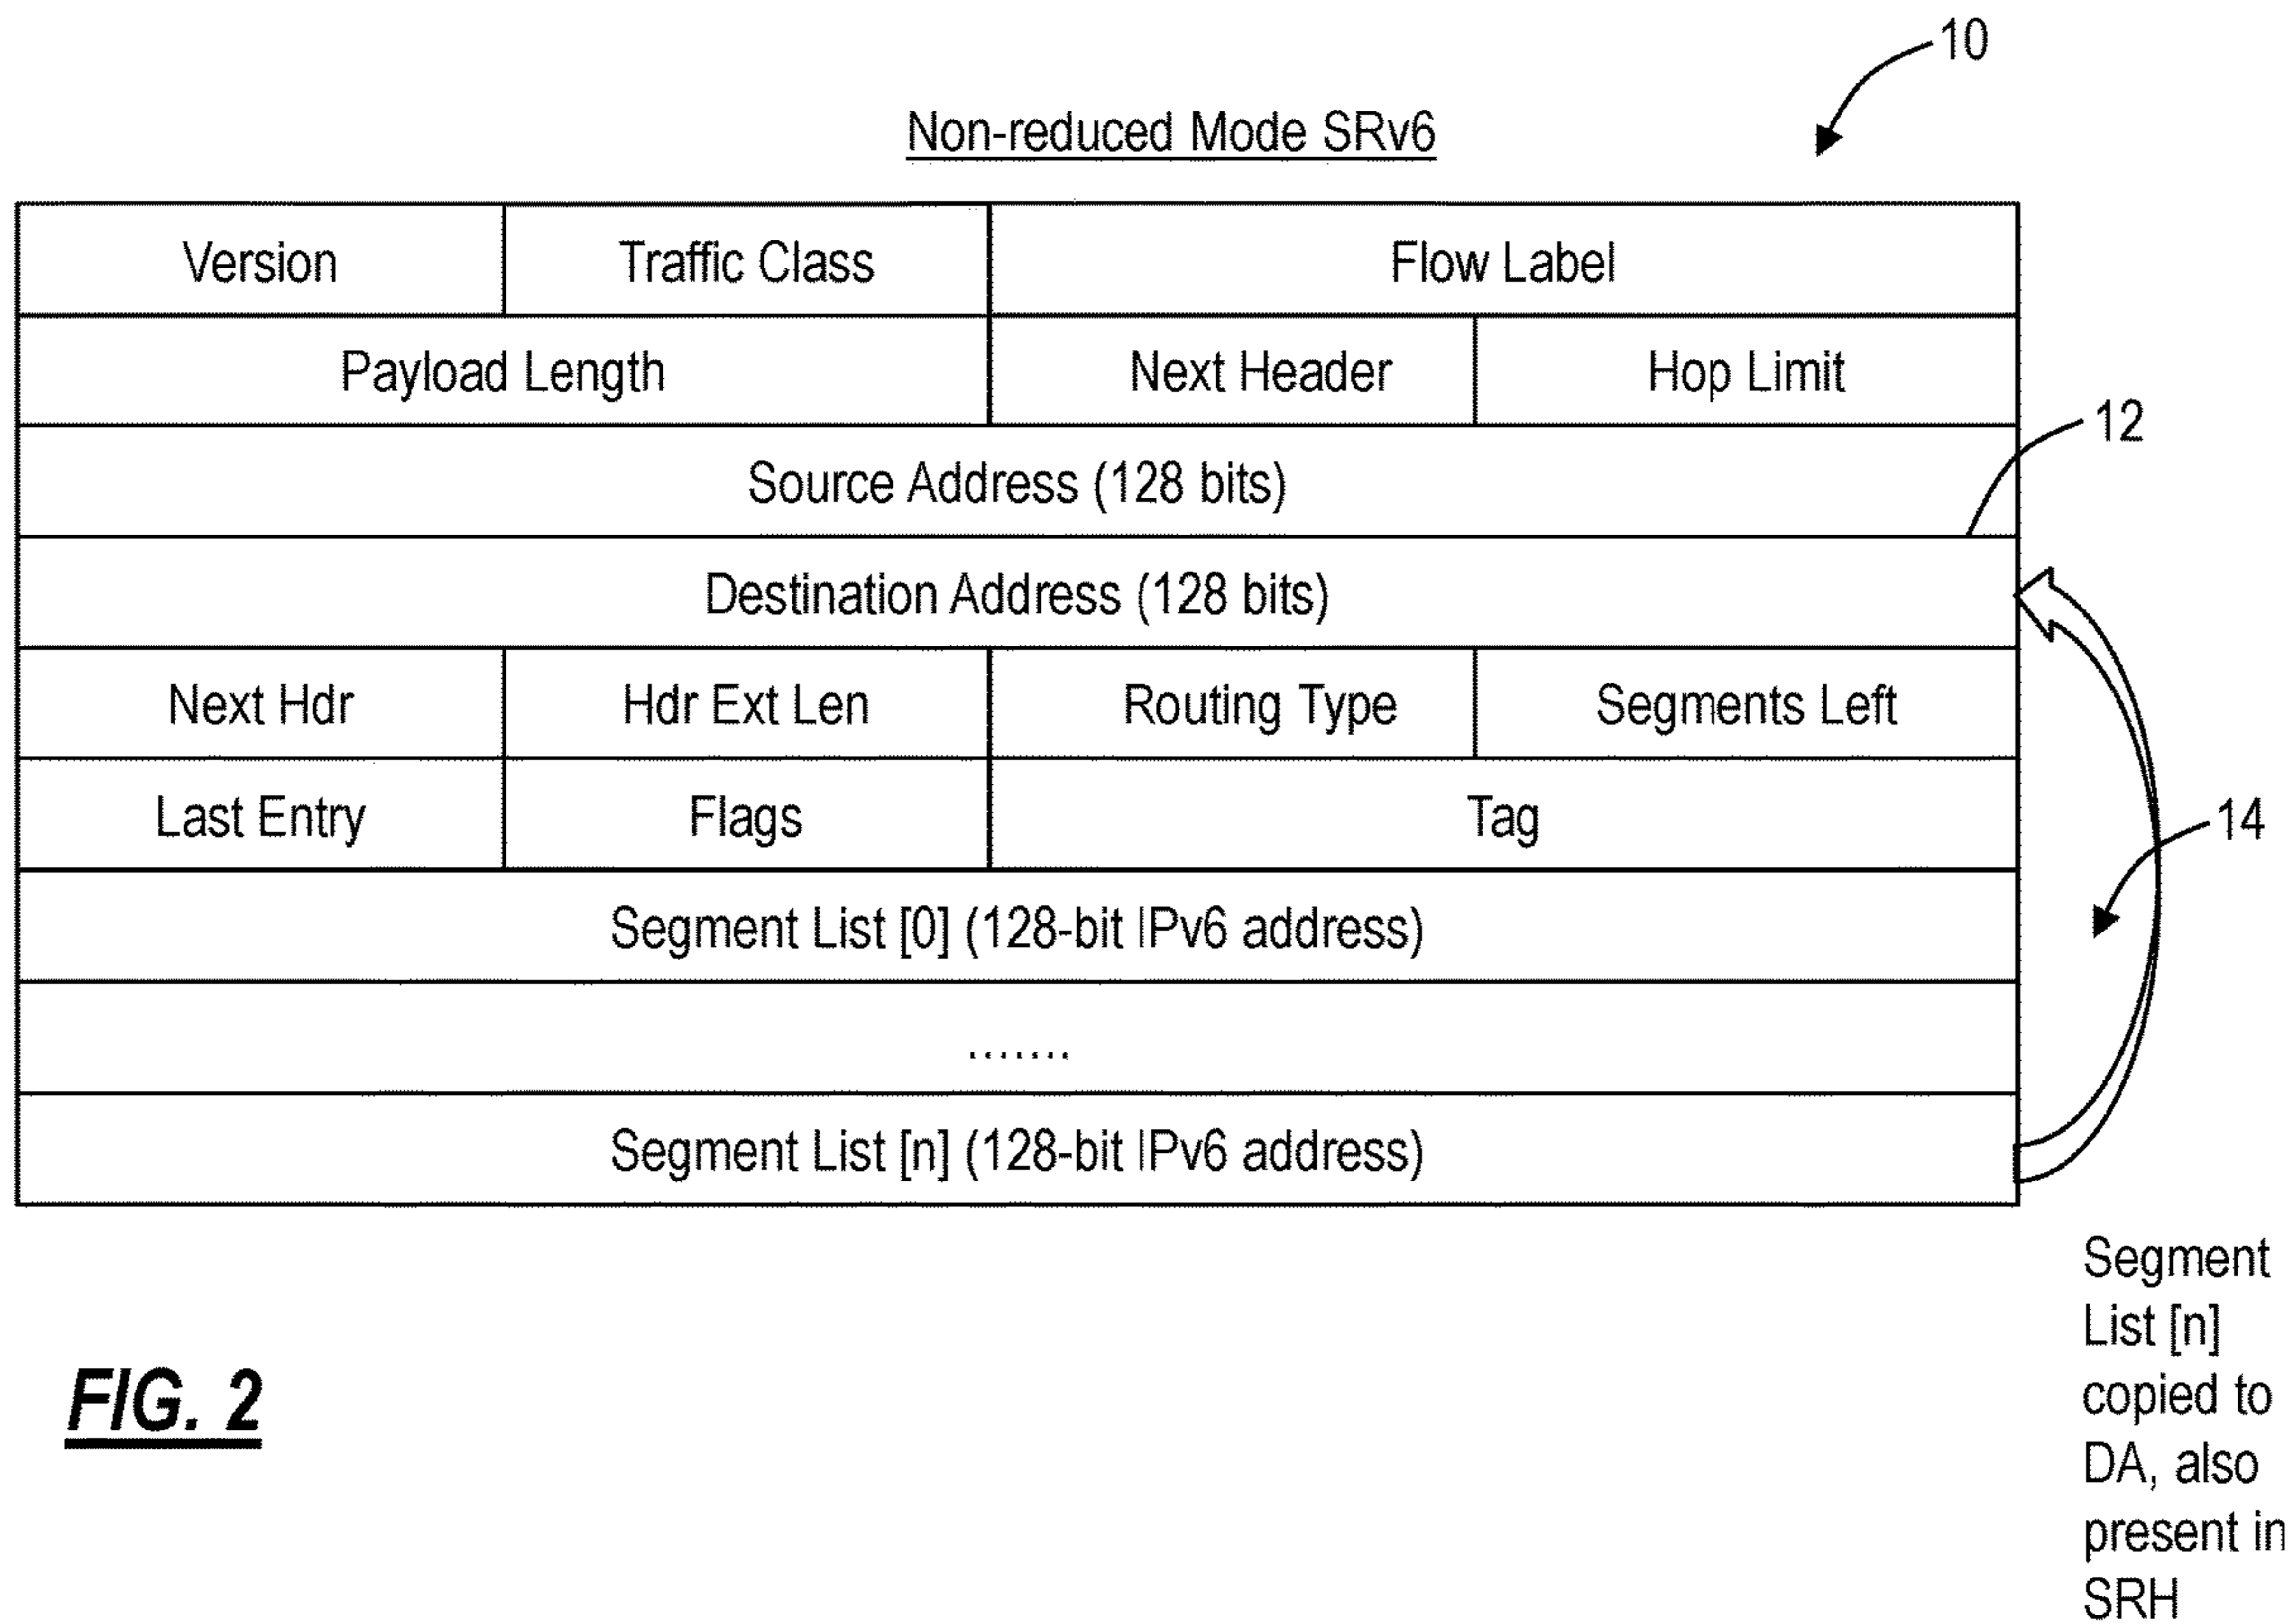 10
Non-reduced Mode SRv6
Version Traffic Class Flow Label
Payload Length Next Header Hop Limit
12
Source Address (128 bits)
Destination Address (128 bits)
Next Hdr Hdr Ext Len Routing Type Segments Left
Last Entry Flags Tag
14
Segment List [0] (128-bit IPv6 address)
.......
Segment List [n] (128-bit IPv6 address)
Segment
List [n]
copied to
DA, also
present in
SRH
FIG. 2